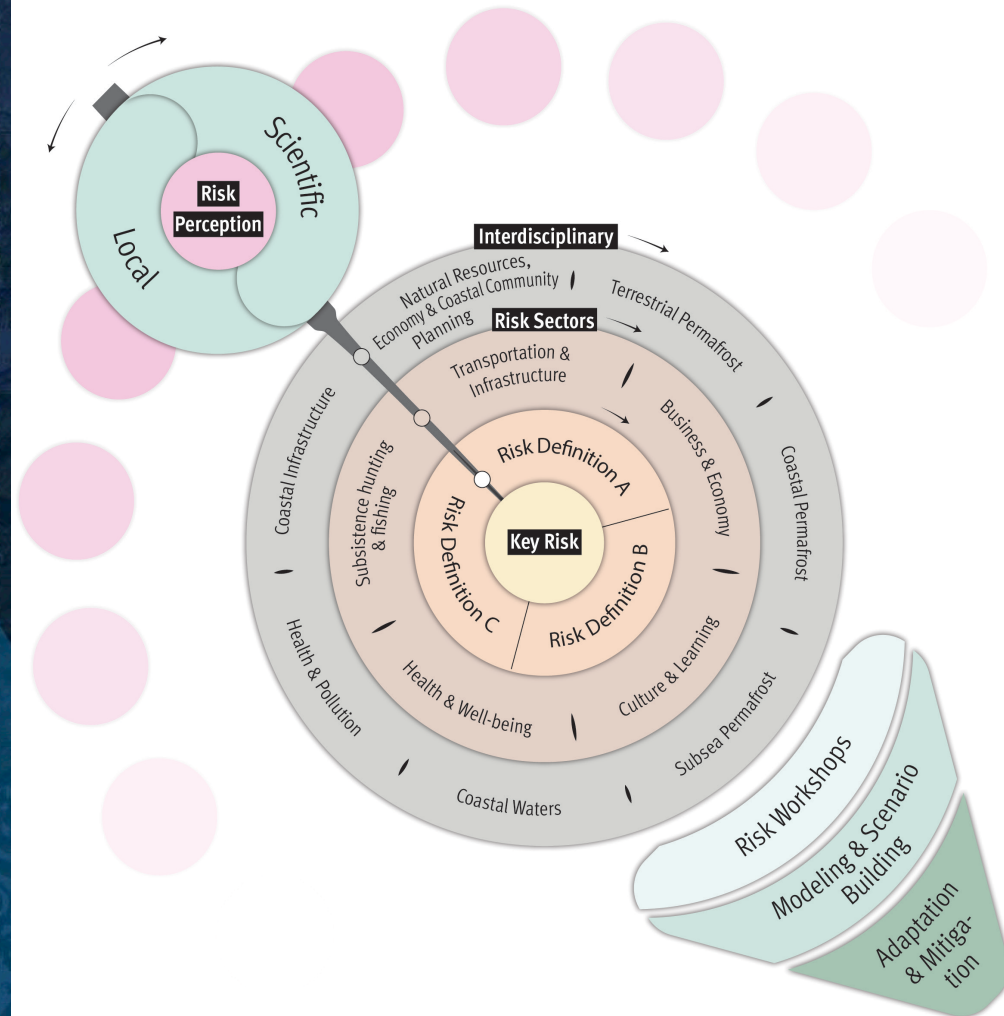 Scientific
Local
Risk
Perception
Interdisciplinary
Natural Resources,
Economy & Coastal Community
Planning
Terrestrial Permafrost
Coastal Permafrost
Subsea Permafrost
Coastal Waters
Health & Pollution
Coastal Infrastructure
Risk Sectors
Transportation &
Infrastructure
Business & Economy
Culture & Learning
Health & Well-being
Subsistence hunting
& fishing
Risk Definition A
Risk Definition B
Risk Definition C
Key Risk
Risk Workshops
Modeling & Scenario
Building
Adaptation
& Mitiga-
tion